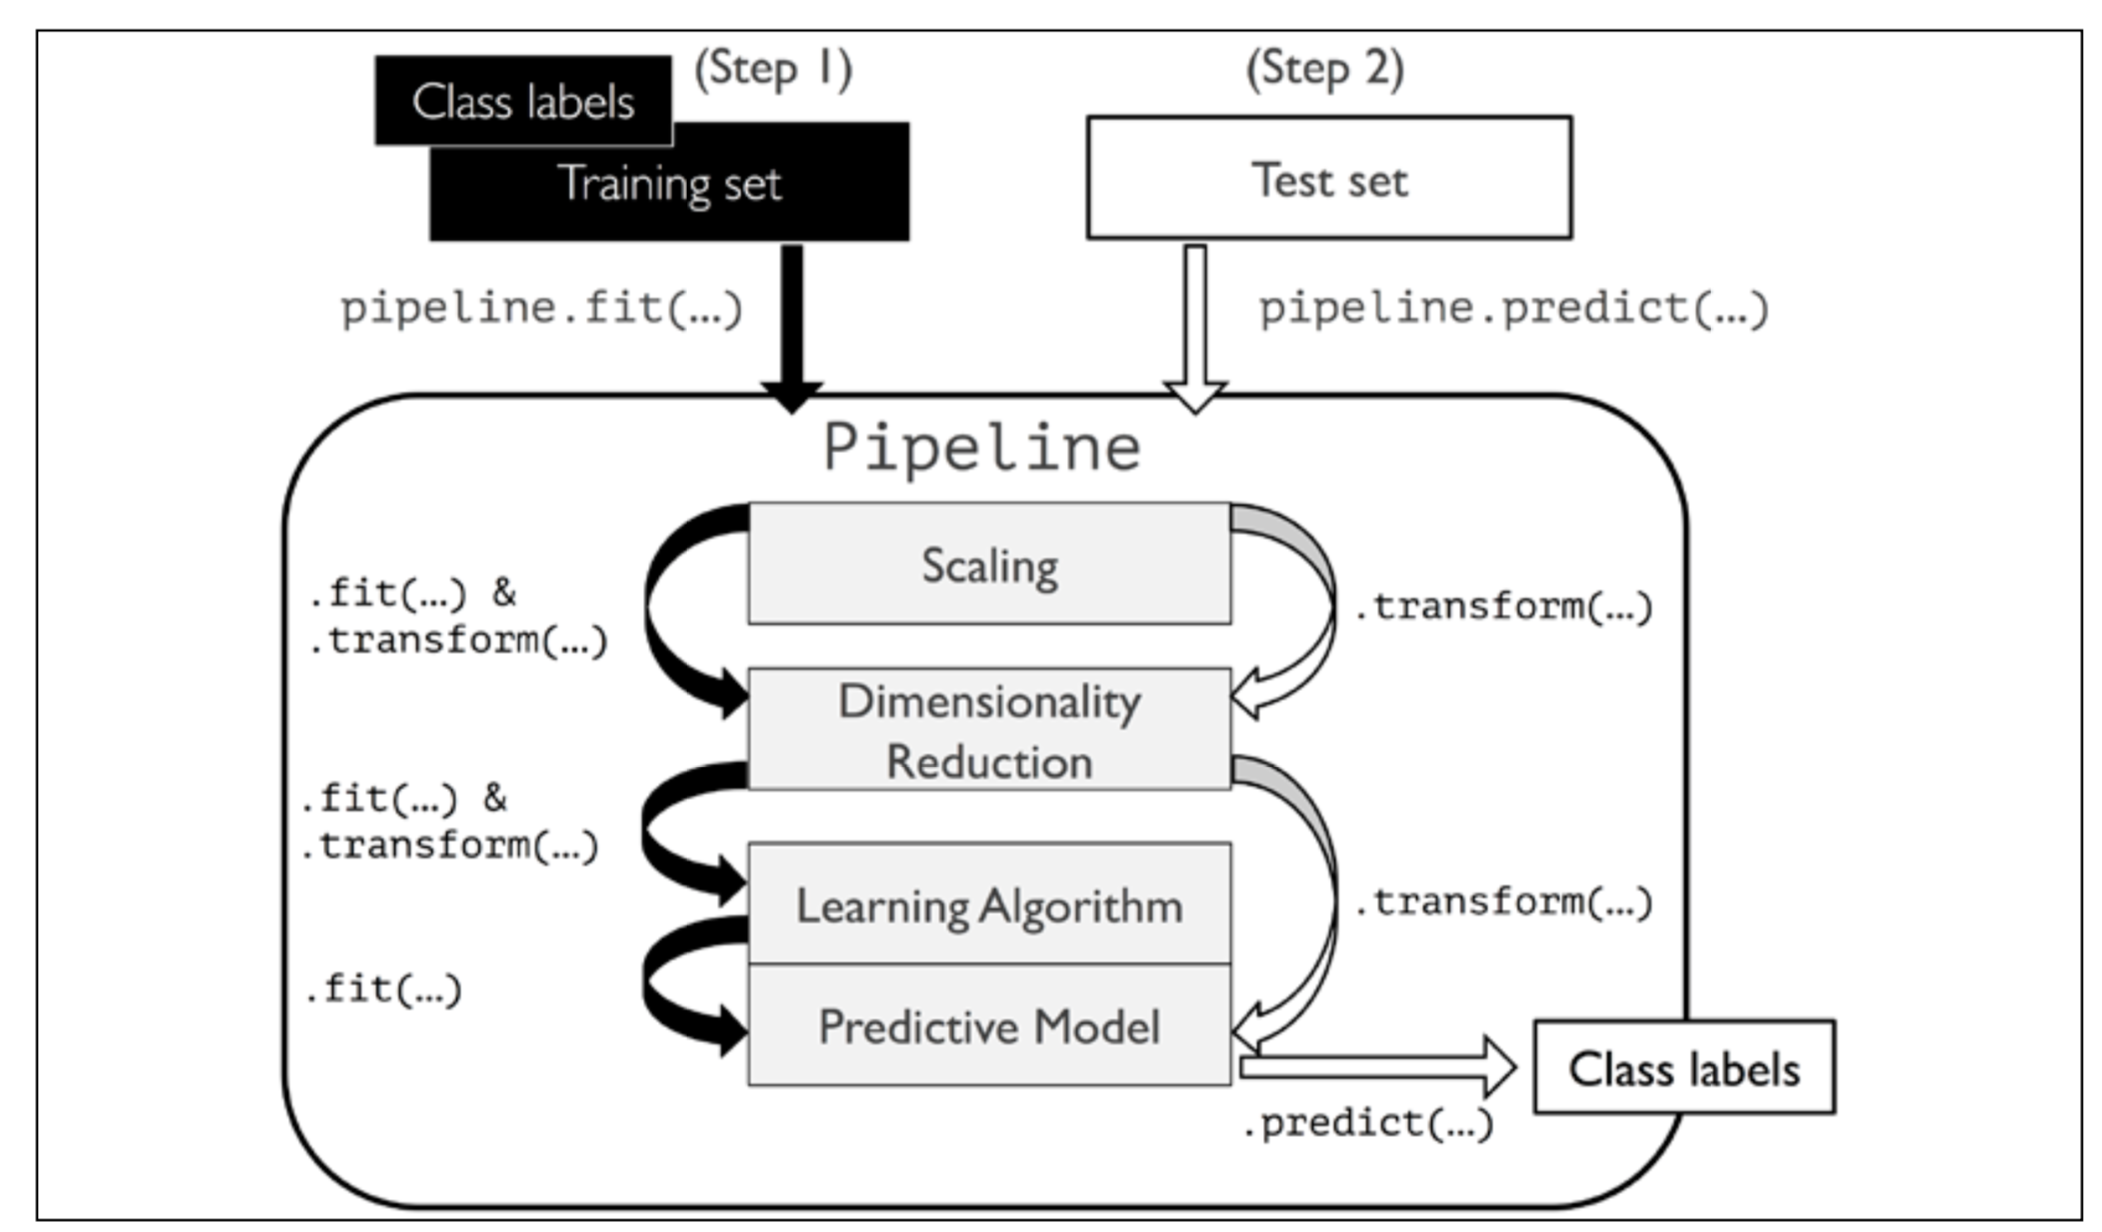 (Step 1)
(Step 2)
Class labels
Training set
Test set
pipeline.fit(…)
pipeline.predict(…)
Pipeline
Scaling
.fit(…) &
.transform(…)
.transform(…)
Dimensionality
Reduction
.fit(…) &
.transform(…)
Learning Algorithm
.transform(…)
.fit(…)
Predictive Model
Class labels
.predict(…)